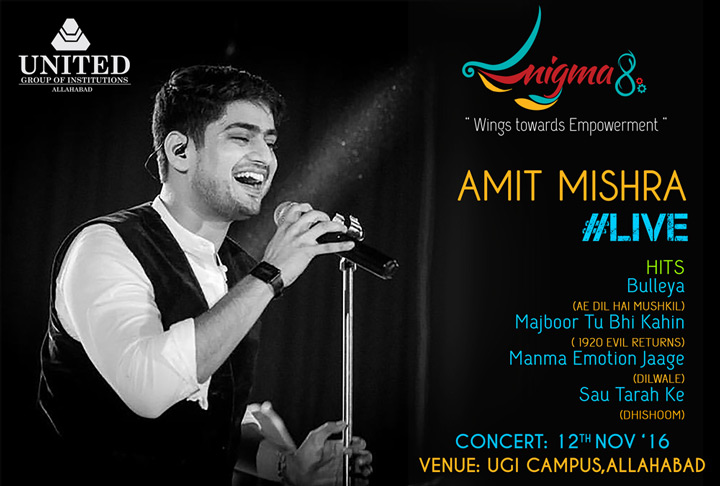 UNITED
GROUP OF INSTITUTIONS
ALLAHABAD
Enigma 8.
" Wings towards Empowerment "
AMIT MISHRA
#LIVE
HITS
Bulleya
(AE DIL HAI MUSHKIL)
Majboor Tu Bhi Kahin
( 1920 EVIL RETURNS)
Manma Emotion Jaage
(DILWALE)
Sau Tarah Ke
(DHISHOOM)
CONCERT: 12TH NOV '16
VENUE: UGI CAMPUS,ALLAHABAD